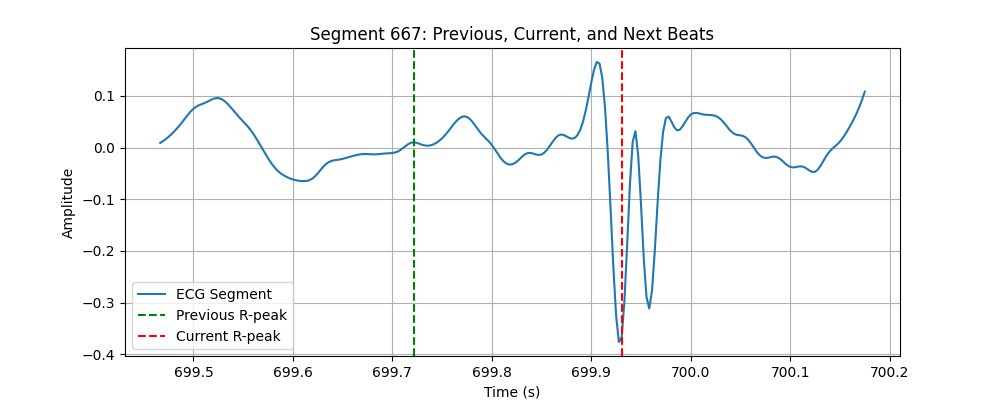 Segment 667: Previous, Current, and Next Beats
0.1
0.0
−0.1
−0.2
−0.3
−0.4
Amplitude
ECG Segment
Previous R-peak
Current R-peak
699.5 699.6 699.7 699.8 699.9 700.0 700.1 700.2
Time (s)